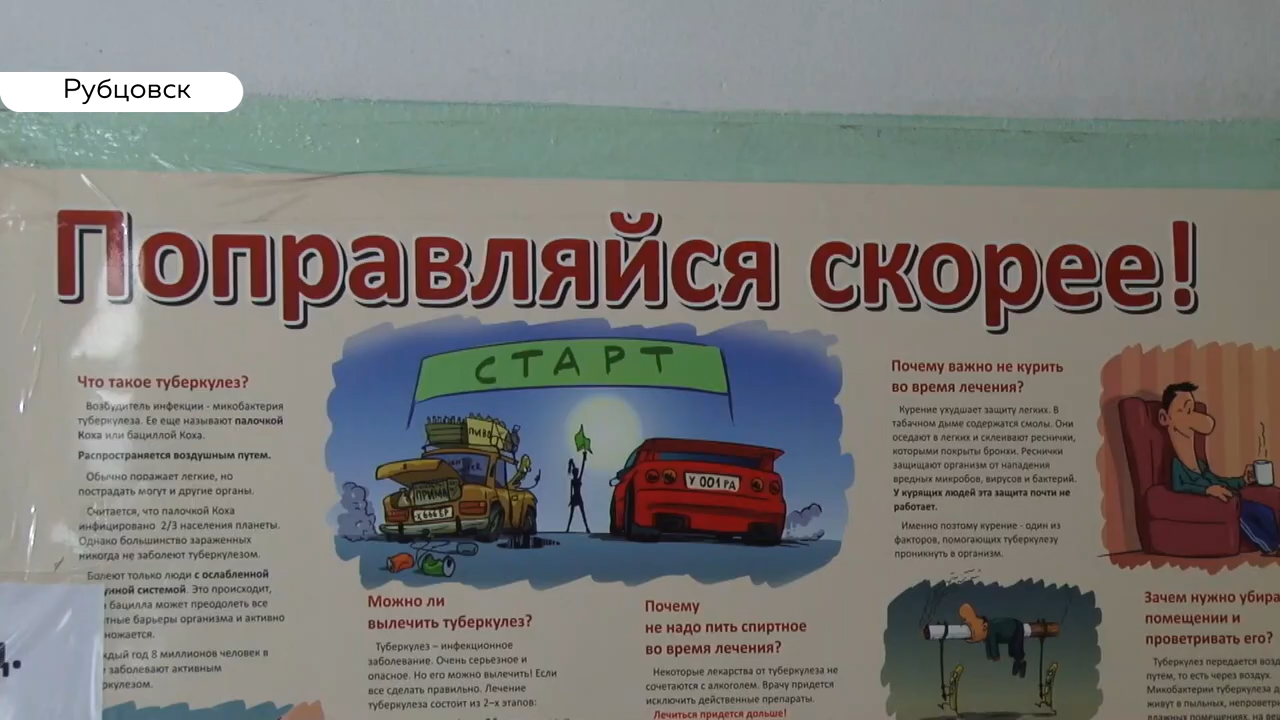 Рубцовск
Поправляйся скорее!
Что такое туберкулез?
Возбудитель инфекции - микобактерия
туберкулеза. Ее еще называют палочкой
Коха или бациллой Коха.
Распространяется воздушным путем.
Обычно поражает легкие, но
пострадать могут и другие органы.
Считается, что палочкой Коха
инфицировано 2/3 населения планеты.
Однако большинство зараженных
никогда не заболеют туберкулезом.
Болеют только люди с ослабленной
системой. Это происходит,
бацилла может преодолеть все
барьеры организма и активно
год 8 миллионов человек в
заболевают активным
СТАРТ
ПИВО
ПРИМА
Х 666 ЕР
У 001 РА
Можно ли
вылечить туберкулез?
Туберкулез – инфекционное
заболевание. Очень серьезное и
опасное. Но его можно вылечить! Если
все сделать правильно. Лечение
туберкулеза состоит из 2–х этапов:
Почему
не надо пить спиртное
во время лечения?
Некоторые лекарства от туберкулеза не
сочетаются с алкоголем. Врачу придется
исключить действенные препараты.
Лечиться придется дольше!
Почему важно не курить
во время лечения?
Курение ухудшает защиту легких. В
табачном дыме содержатся смолы. Они
оседают в легких и склеивают реснички,
которыми покрыты бронхи. Реснички
защищают организм от нападения
вредных микробов, вирусов и бактерий.
У курящих людей эта защита почти не
работает.
Именно поэтому курение - один из
факторов, помогающих туберкулезу
проникнуть в организм.
Зачем нужно убира
помещении и
проветривать его?
Туберкулез передается возд
путем, то есть через воздух.
Микобактерии туберкулеза д
живут в пыльных, непроветри